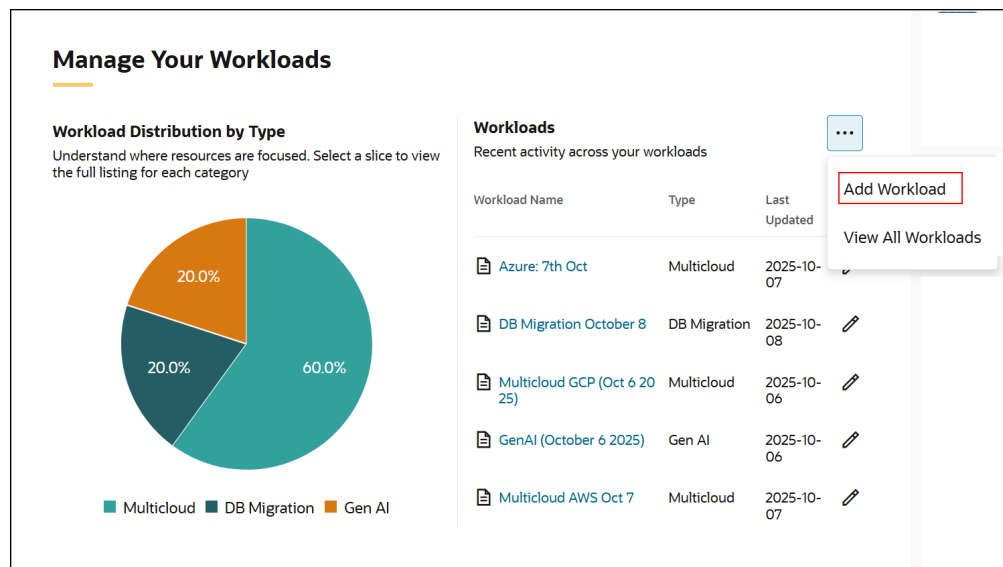 Manage Your Workloads
Workload Distribution by Type
Understand where resources are focused. Select a slice to view
the full listing for each category
20.0%
20.0%
60.0%
Multicloud
DB Migration
Gen AI
Workloads
Recent activity across your workloads
...
Add Workload
View All Workloads
Workload Name
Type
Last
Updated
Azure: 7th Oct
Multicloud
2025-10-
07
DB Migration October 8
DB Migration
2025-10-
08
Multicloud GCP (Oct 6 20
25)
Multicloud
2025-10-
06
GenAI (October 6 2025)
Gen AI
2025-10-
06
Multicloud AWS Oct 7
Multicloud
2025-10-
07